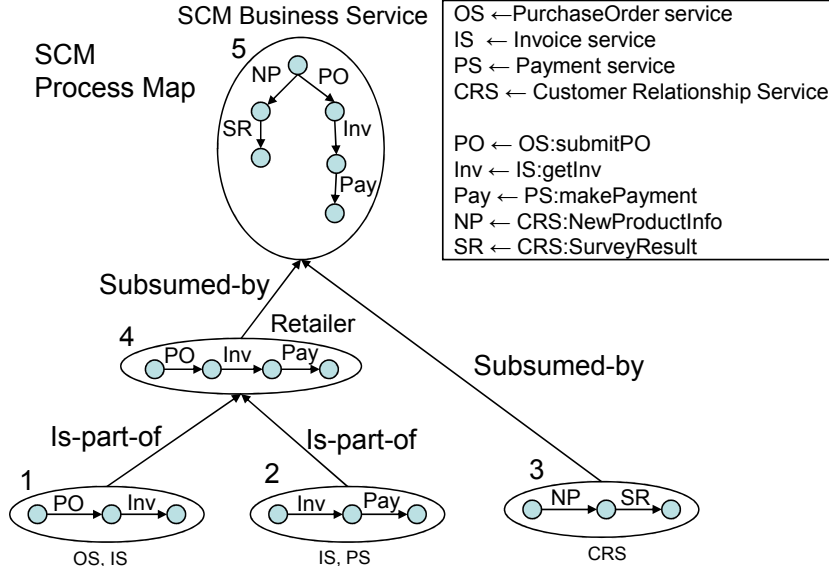 SCM Business Service
SCM
Process Map
5
NP
PO
SR
Inv
Pay
OS ←PurchaseOrder service
IS ← Invoice service
PS ← Payment service
CRS ← Customer Relationship Service
PO ← OS:submitPO
Inv ← IS:getInv
Pay ← PS:makePayment
NP ← CRS:NewProductInfo
SR ← CRS:SurveyResult
Subsumed-by
Subsumed-by
4
Retailer
PO Inv Pay
Is-part-of
Is-part-of
1
PO Inv
OS, IS
2
Inv Pay
IS, PS
3
NP SR
CRS